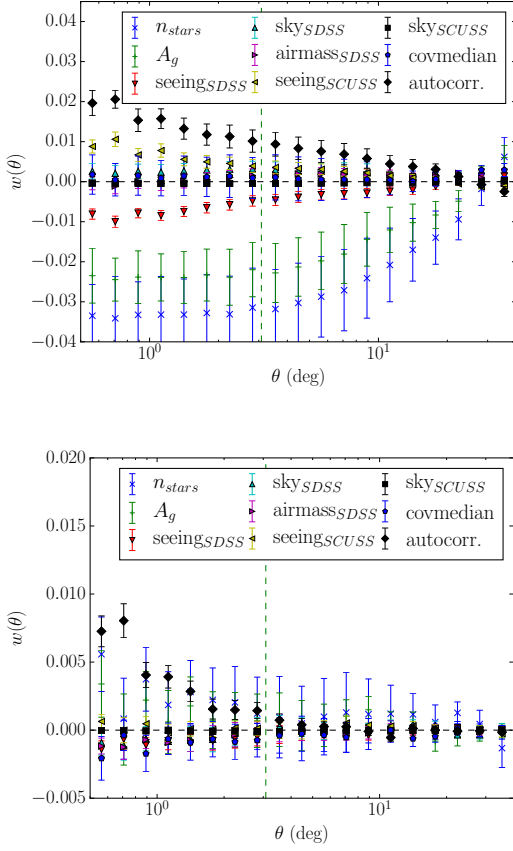 0.04
0.03
0.02
0.01
0.00
−0.01
−0.02
−0.03
−0.04
w(θ)
n_stars
A_g
seeing_SDSS
sky_SDSS
airmass_SDSS
seeing_SCUSS
sky_SCUSS
covmedian
autocorr.
10^0 10^1
θ (deg)
0.020
0.015
0.010
0.005
0.000
−0.005
w(θ)
n_stars
A_g
seeing_SDSS
sky_SDSS
airmass_SDSS
seeing_SCUSS
sky_SCUSS
covmedian
autocorr.
10^0 10^1
θ (deg)